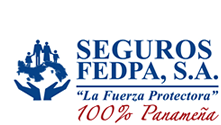 SEGUROS
FEDPA, S.A.
"La Fuerza Protectora"
100% Panameña